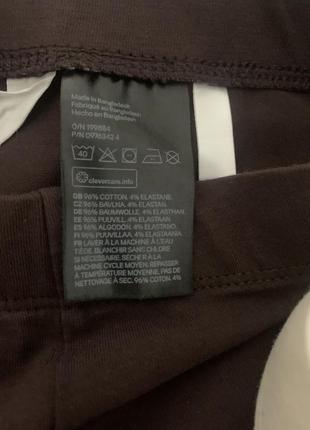 Made in Bangladesh
Fabriqué au Bangladesh
Hecho en Bangladesh
O/N 199884
P/N 0976342 4
40
clevercare.info
GB 96% COTTON. 4% ELASTANE.
CZ 96% BAVLNA. 4% ELASTAN.
DE 96% BAUMWOLLE. 4% ELASTHAN.
EE 96% PUUVILL. 4% ELASTAAN.
ES 96% ALGODÓN. 4% ELASTANO.
FI 96% PUUVILLAA. 4% ELASTAANIA.
FR LAVER À LA MACHINE À L'EAU
TIÈDE. BLANCHIR SANS CHLORE SI
NÉCESSAIRE. SÉCHER À LA
MACHINE CYCLE MOYEN. REPASSER
À TEMPÉRATURE MOYENNE. PAS DE
NETTOYAGE À SEC. 96% COTON. 4%